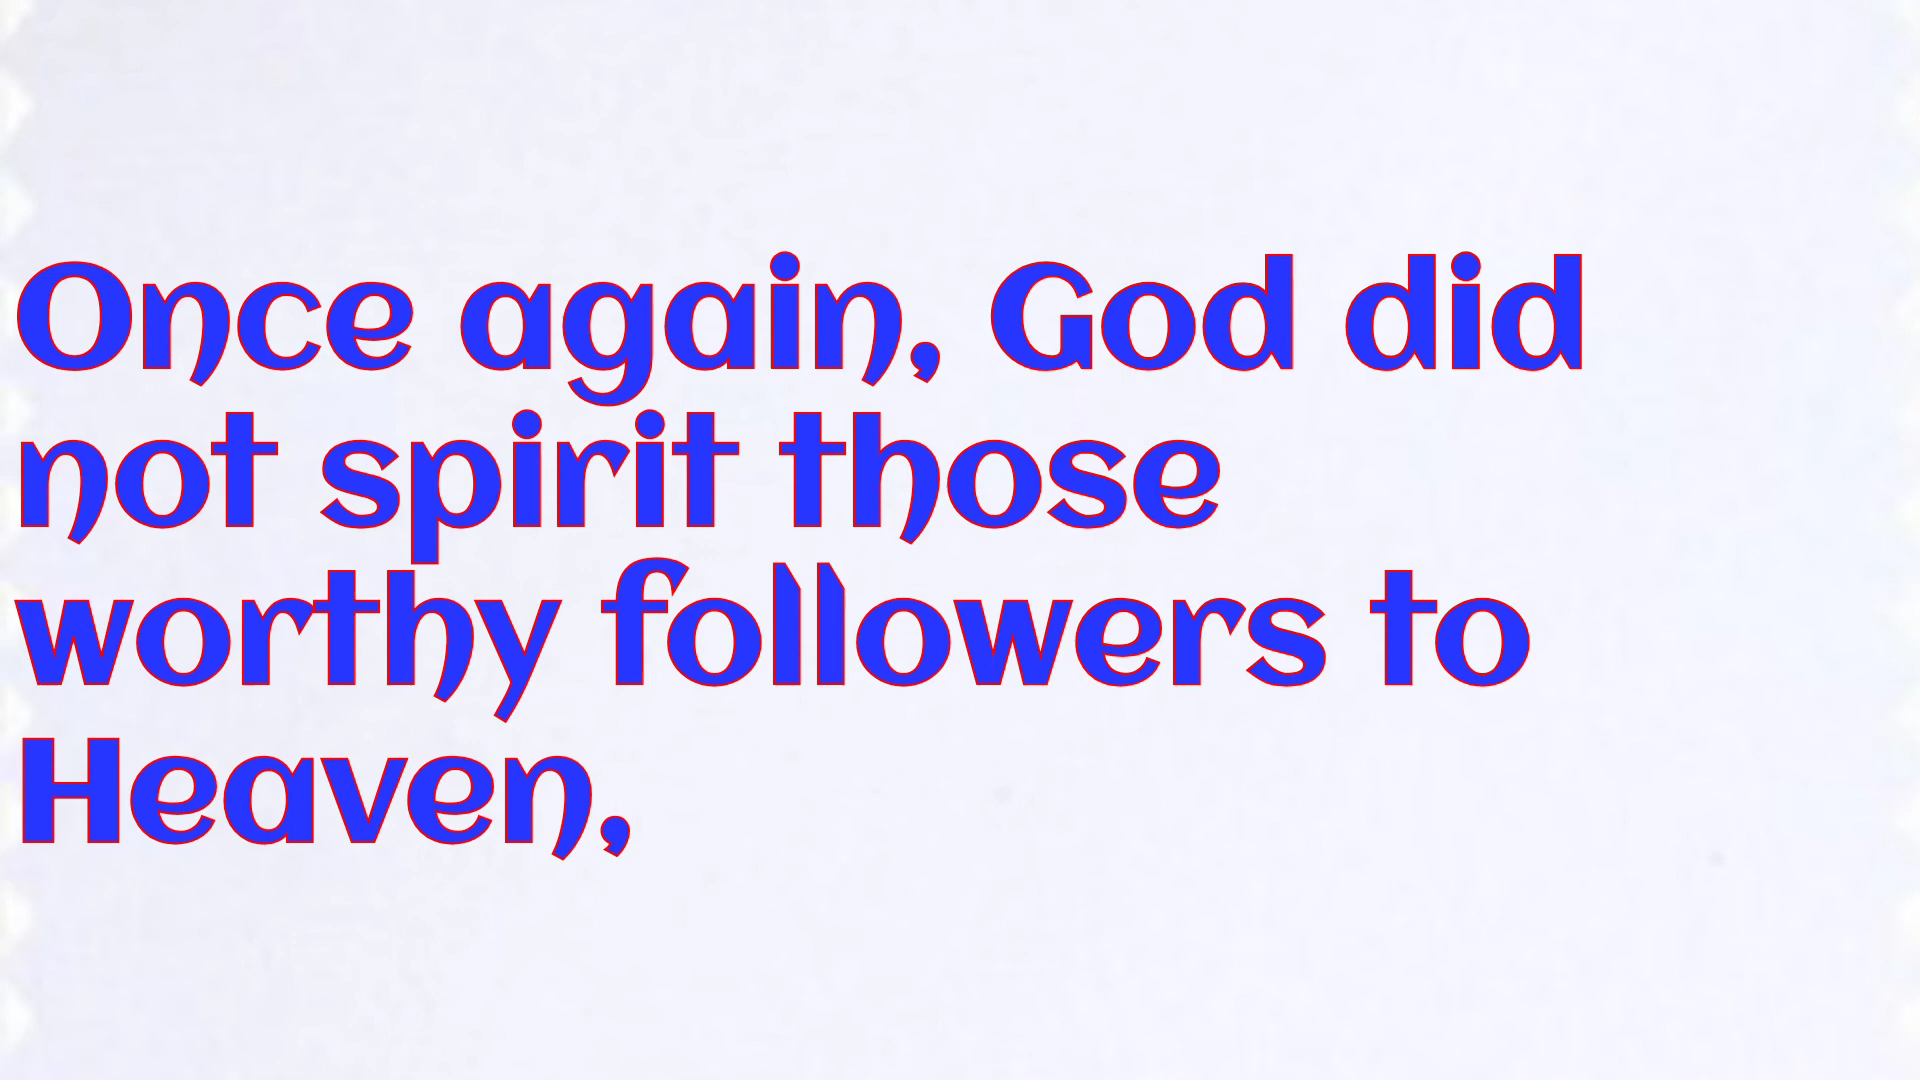 Once again, God did
not spirit those
worthy followers to
Heaven,